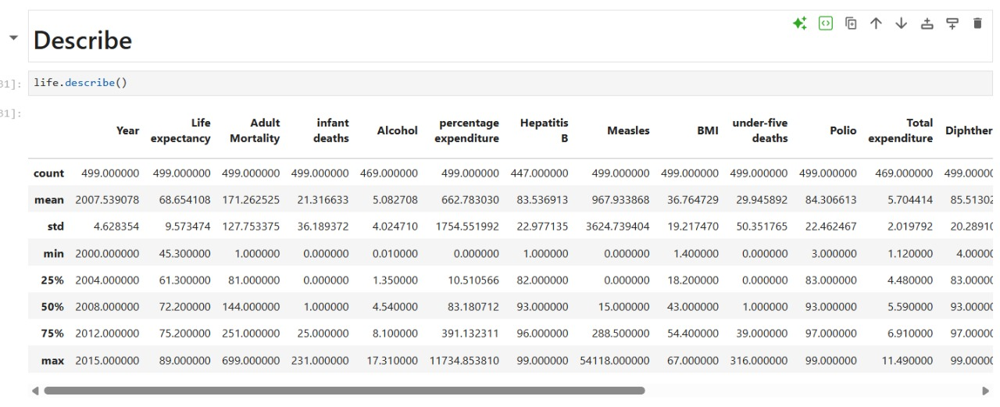 Describe
31]: life.describe()
31]:
Year Life expectancy Adult Mortality infant deaths Alcohol percentage expenditure Hepatitis B Measles BMI under-five deaths Polio Total expenditure Diphther
count 499.000000 499.000000 499.000000 499.000000 469.000000 499.000000 447.000000 499.000000 499.000000 499.000000 499.000000 469.000000 499.0000
mean 2007.539078 68.654108 171.262525 21.316633 5.082708 662.783030 83.536913 967.933868 36.764729 29.945892 84.306613 5.704414 85.51302
std 4.628354 9.573474 127.753375 36.189372 4.024710 1754.551992 22.977135 3624.739404 19.217470 50.351765 22.462467 2.019792 20.28910
min 2000.000000 45.300000 1.000000 0.000000 0.010000 0.000000 1.000000 0.000000 1.400000 0.000000 3.000000 1.120000 4.00000
25% 2004.000000 61.300000 81.000000 0.000000 1.350000 10.510566 82.000000 0.000000 18.200000 0.000000 83.000000 4.480000 83.00000
50% 2008.000000 72.200000 144.000000 1.000000 4.540000 83.180712 93.000000 15.000000 43.000000 1.000000 93.000000 5.590000 93.00000
75% 2012.000000 75.200000 251.000000 25.000000 8.100000 391.132311 96.000000 288.500000 54.400000 39.000000 97.000000 6.910000 97.00000
max 2015.000000 89.000000 699.000000 231.000000 17.310000 11734.853810 99.000000 54118.000000 67.000000 316.000000 99.000000 11.490000 99.00000